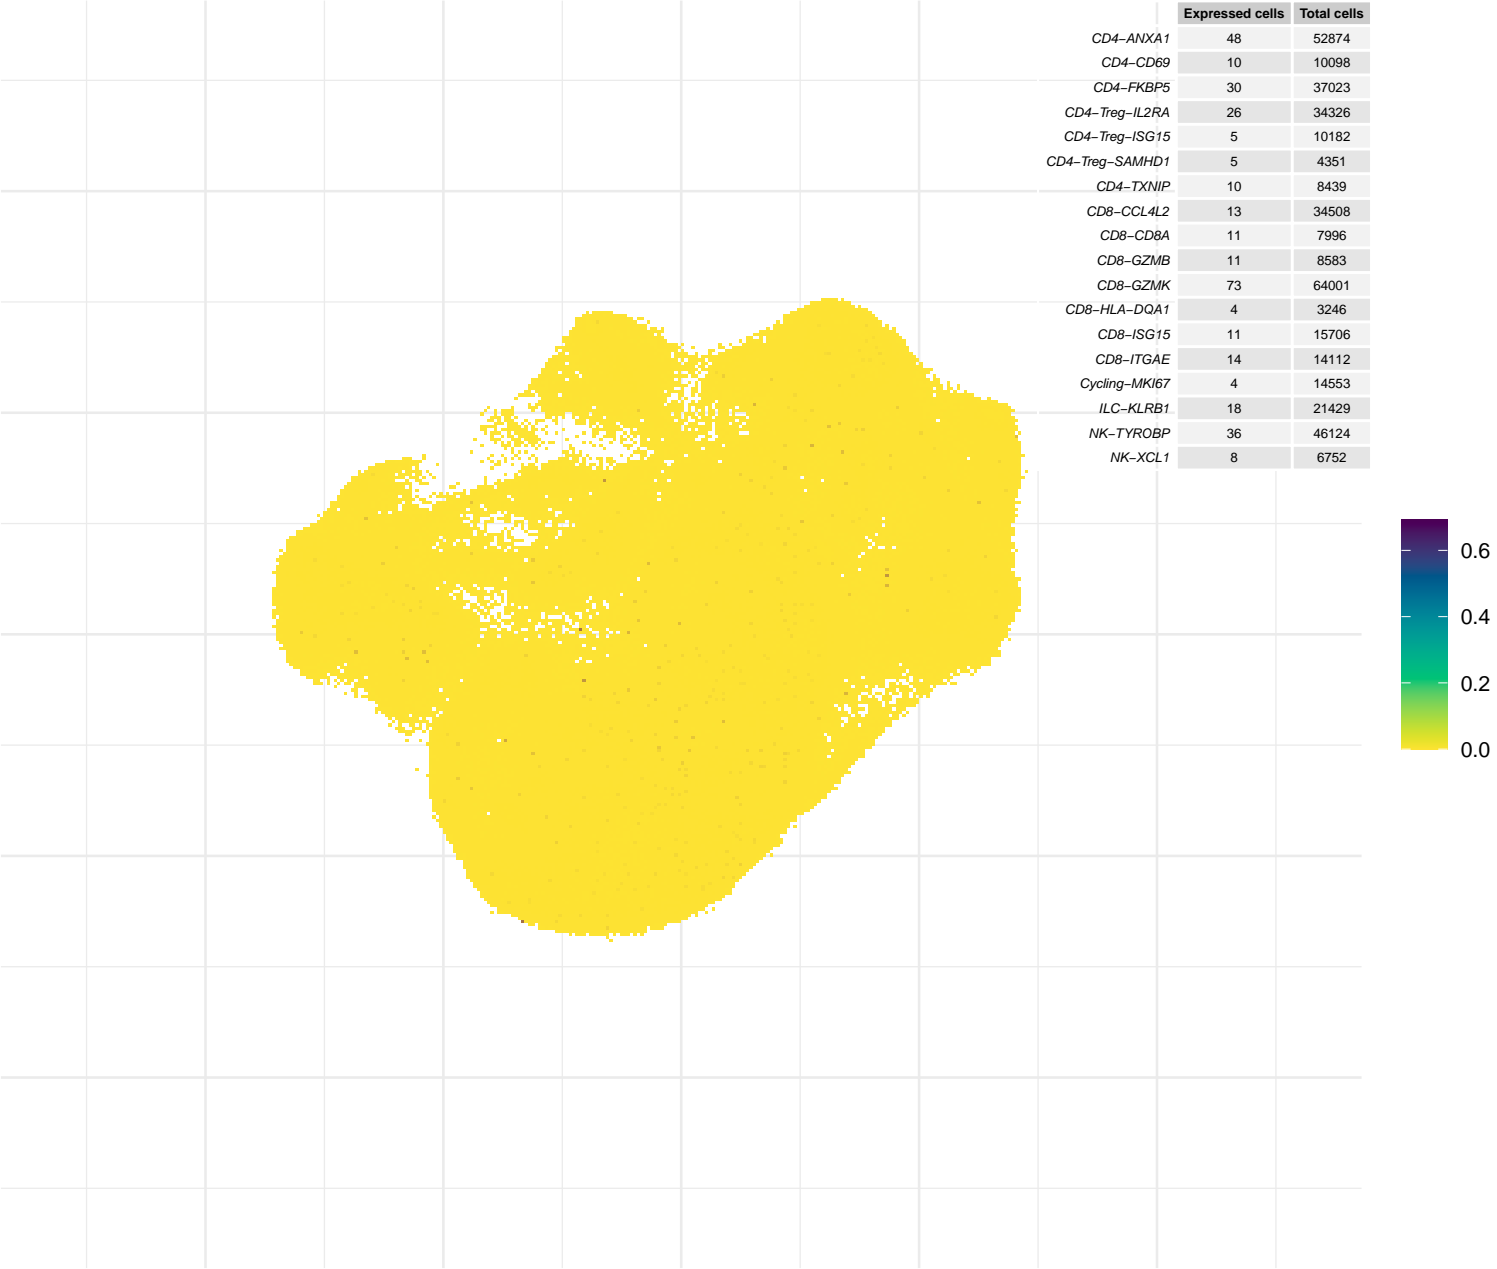 Expressed cells Total cells
CD4−ANXA1 48 52874
CD4−CD69 10 10098
CD4−FKBP5 30 37023
CD4−Treg−IL2RA 26 34326
CD4−Treg−ISG15 5 10182
CD4−Treg−SAMHD1 5 4351
CD4−TXNIP 10 8439
CD8−CCL4L2 13 34508
CD8−CD8A 11 7996
CD8−GZMB 11 8583
CD8−GZMK 73 64001
CD8−HLA−DQA1 4 3246
CD8−ISG15 11 15706
CD8−ITGAE 14 14112
Cycling−MKI67 4 14553
ILC−KLRB1 18 21429
NK−TYROBP 36 46124
NK−XCL1 8 6752
0.6
0.4
0.2
0.0